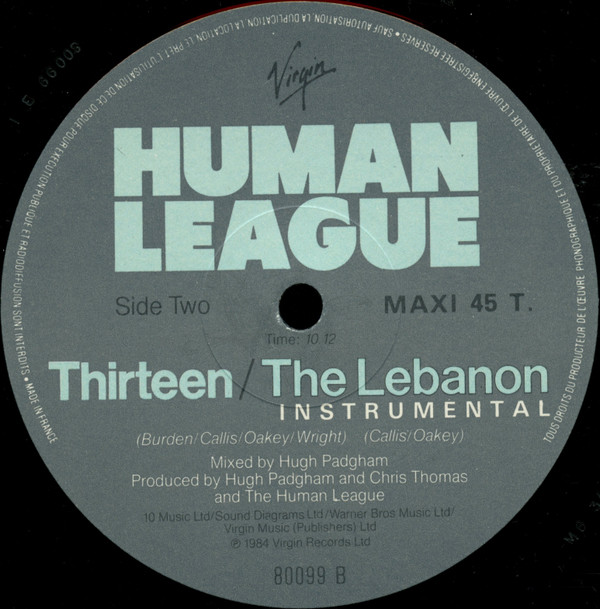 Virgin
HUMAN
LEAGUE
Side Two
MAXI 45 T.
Time: 10.12
Thirteen / The Lebanon
INSTRUMENTAL
(Burden/Callis/Oakey/Wright) (Callis/Oakey)
Mixed by Hugh Padgham
Produced by Hugh Padgham and Chris Thomas
and The Human League
10 Music Ltd/Sound Diagrams Ltd/Warner Bros Music Ltd/
Virgin Music (Publishers) Ltd
℗ 1984 Virgin Records Ltd
80099 B
TOUS DROITS DU PRODUCTEUR DE L'ŒUVRE PHONOGRAPHIQUE ET DU PROPRIETAIRE DE L'ŒUVRE ENREGISTREE RESERVES • SAUF AUTORISATION LA DUPLICATION LA LOCATION LE PRET L'UTILISATION DE CE DISQUE POUR EXECUTION PUBLIQUE ET RADIODIFFUSION SONT INTERDITS • MADE IN FRANCE